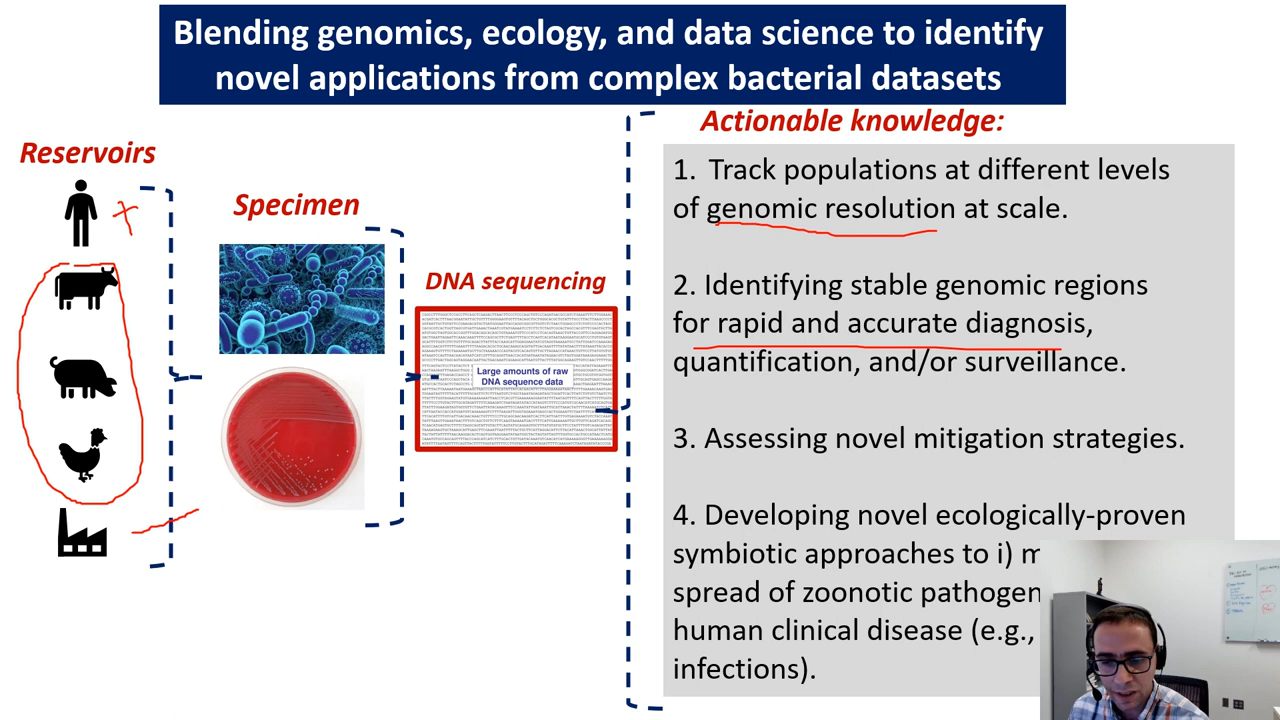 Blending genomics, ecology, and data science to identify
novel applications from complex bacterial datasets
Reservoirs
Specimen
DNA sequencing
Large amounts of raw
DNA sequence data
Actionable knowledge:
1. Track populations at different levels
of genomic resolution at scale.
2. Identifying stable genomic regions
for rapid and accurate diagnosis,
quantification, and/or surveillance.
3. Assessing novel mitigation strategies.
4. Developing novel ecologically-proven
symbiotic approaches to i) m
spread of zoonotic pathogen
human clinical disease (e.g.,
infections).